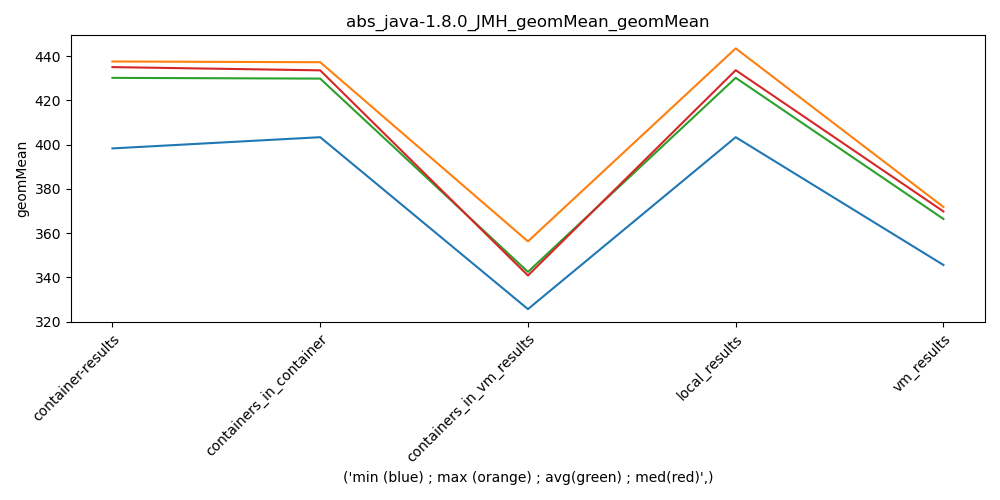 abs_java-1.8.0_JMH_geomMean_geomMean
geomMean
440
420
400
380
360
340
320
container-results
containers_in_container
containers_in_vm_results
local_results
vm_results
('min (blue) ; max (orange) ; avg(green) ; med(red)',)